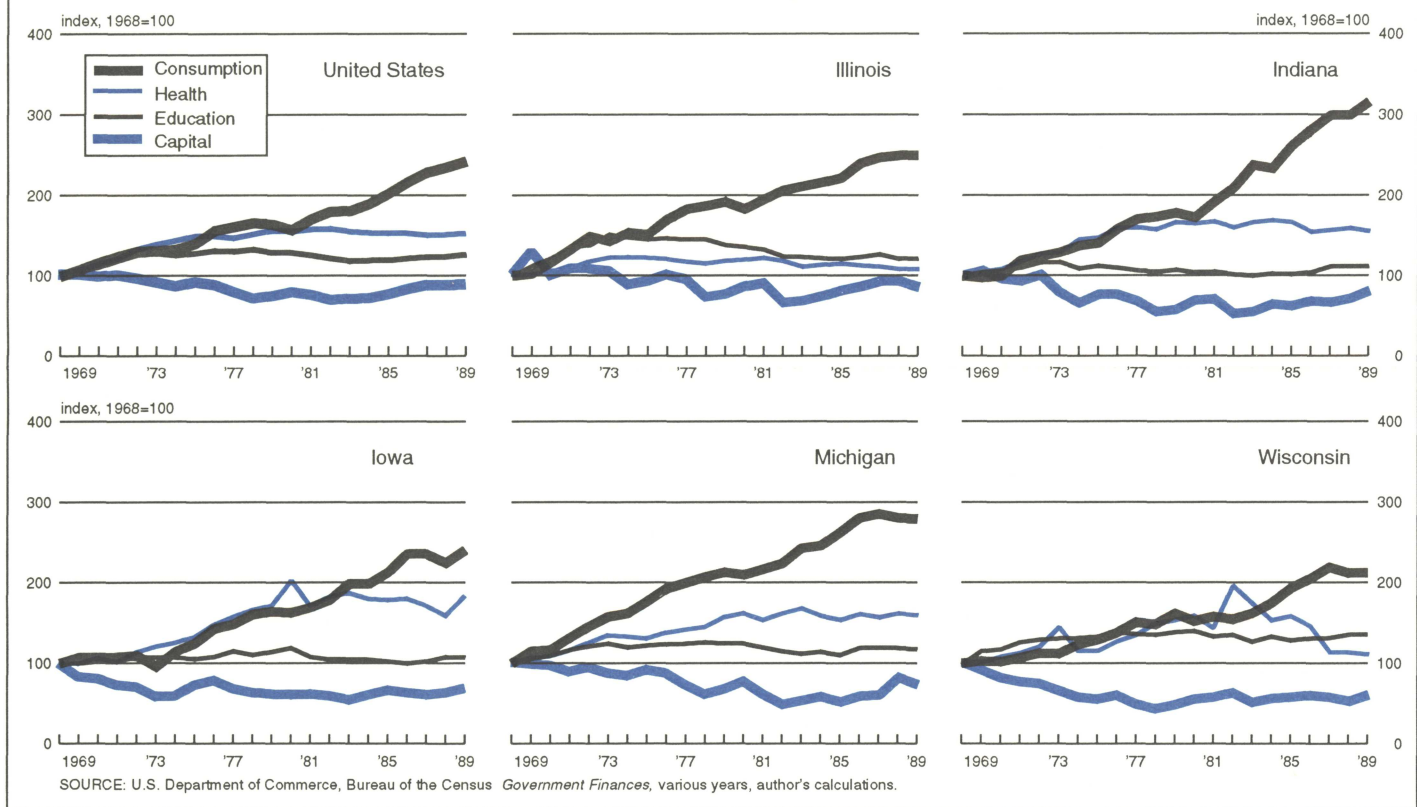 index, 1968=100
index, 1968=100
400
400
Consumption
Health
Education
Capital
United States
Illinois
Indiana
300
300
200
200
100
100
0
0
1969 '73 '77 '81 '85 '89
1969 '73 '77 '81 '85 '89
1969 '73 '77 '81 '85 '89
index, 1968=100
400
400
Iowa
Michigan
Wisconsin
300
300
200
200
100
100
0
0
1969 '73 '77 '81 '85 '89
1969 '73 '77 '81 '85 '89
1969 '73 '77 '81 '85 '89
SOURCE: U.S. Department of Commerce, Bureau of the Census Government Finances, various years, author's calculations.